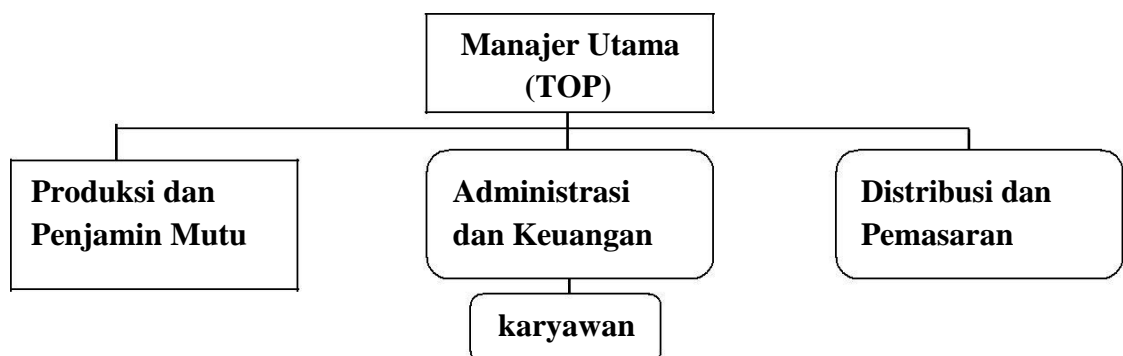 Manajer Utama
(TOP)
Produksi dan
Penjamin Mutu
Administrasi
dan Keuangan
Distribusi dan
Pemasaran
karyawan